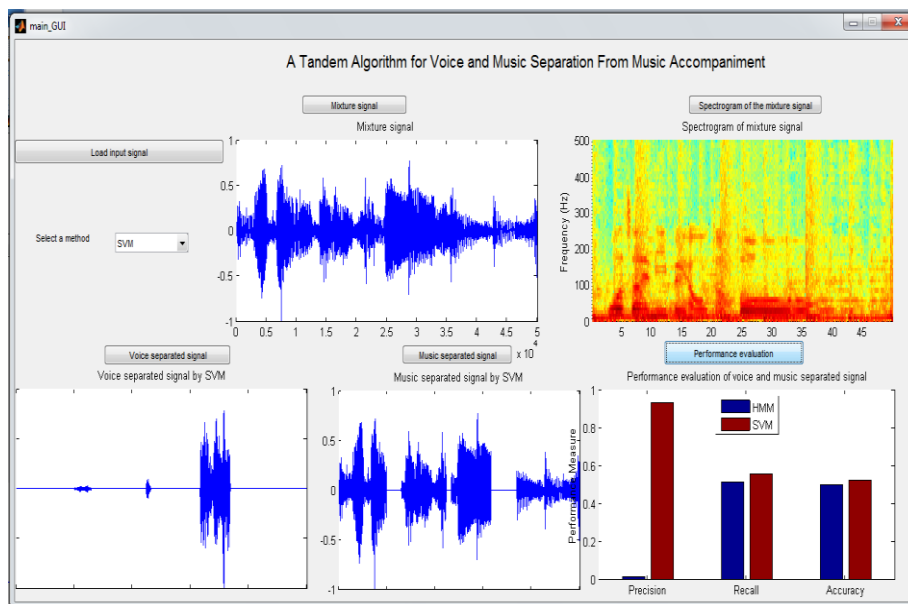 main_GUI
A Tandem Algorithm for Voice and Music Separation From Music Accompaniment
Mixture signal
Spectrogram of the mixture signal
Mixture signal
Spectrogram of mixture signal
Load input signal
Select a method
SVM
1
0.5
0
-0.5
-1
0 0.5 1 1.5 2 2.5 3 3.5 4 4.5 5
x 10^4
Frequency (Hz)
500
400
300
200
100
0
5 10 15 20 25 30 35 40 45
Voice separated signal
Music separated signal
Performance evaluation
Voice separated signal by SVM
Music separated signal by SVM
Performance evaluation of voice and music separated signal
1
0.5
0
-0.5
-1
Performance Measure
1
0.8
0.6
0.4
0.2
0
HMM
SVM
Precision Recall Accuracy